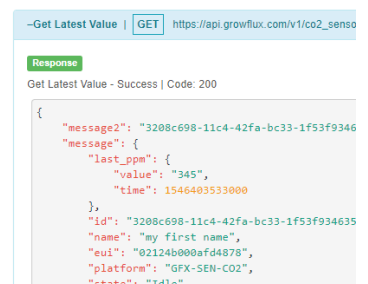 –Get Latest Value | GET https://api.growflux.com/v1/co2_senso
Response
Get Latest Value - Success | Code: 200
{
"message2": "3208c698-11c4-42fa-bc33-1f53f9346
"message": {
"last_ppm": {
"value": "345",
"time": 1546403533000
},
"id": "3208c698-11c4-42fa-bc33-1f53f934635
"name": "my first name",
"eui": "02124b000afd4878",
"platform": "GFX-SEN-CO2",
"state": "Idle"